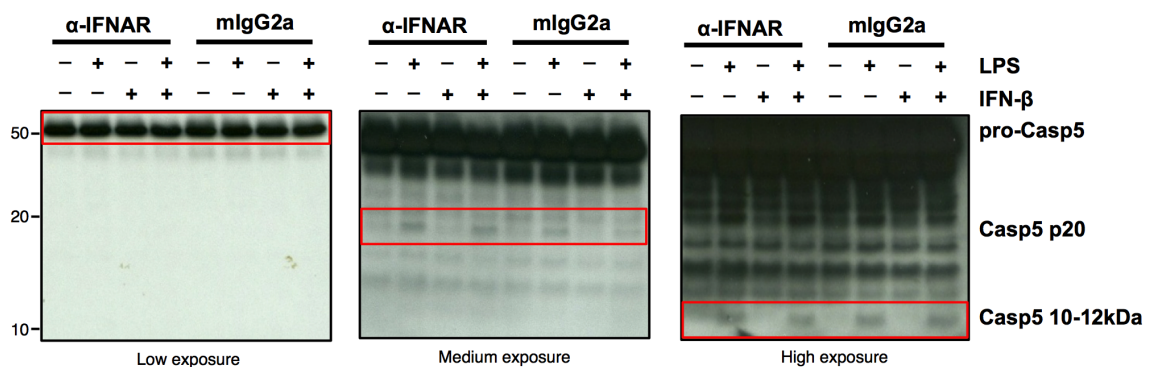 α-IFNAR mIgG2a α-IFNAR mIgG2a α-IFNAR mIgG2a
− + − + − + − + − + − + − + − + − + − + − + − + LPS
− − + + − − + + − − + + − − + + − − + + − − + + IFN-β
50 pro-Casp5
20 Casp5 p20
10 Casp5 10-12kDa
Low exposure Medium exposure High exposure